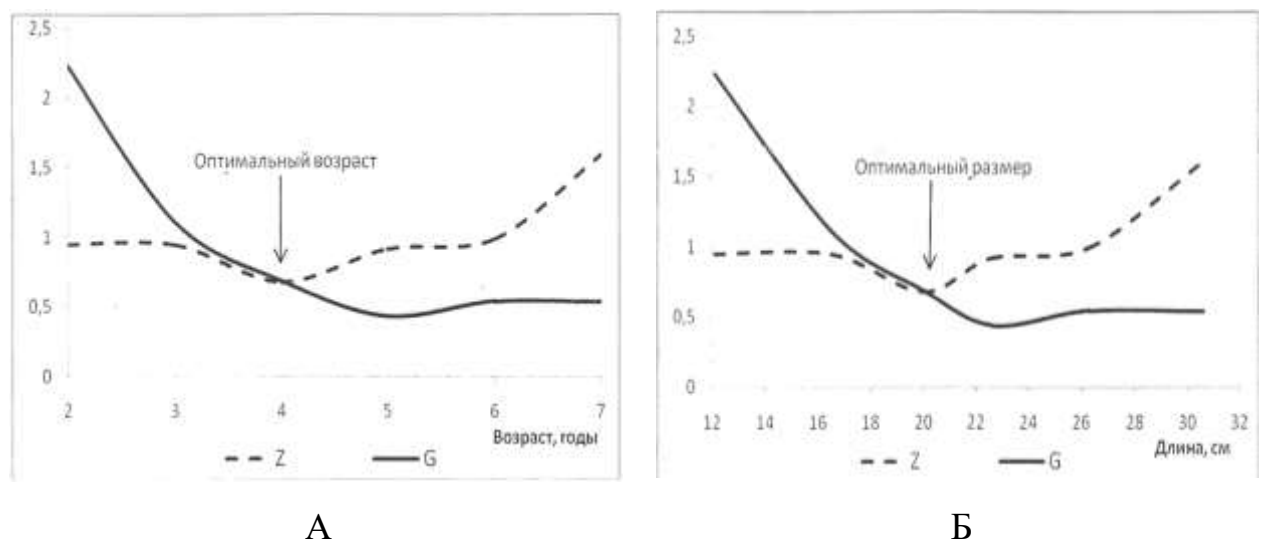 2,5
2
1,5
1
0,5
0
Оптимальный возраст
2 3 4 5 6 7
Возраст, годы
Z G
А
2,5
2
1,5
1
0,5
0
Оптимальный размер
12 14 16 18 20 22 24 26 28 30 32
Длина, см
Z G
Б